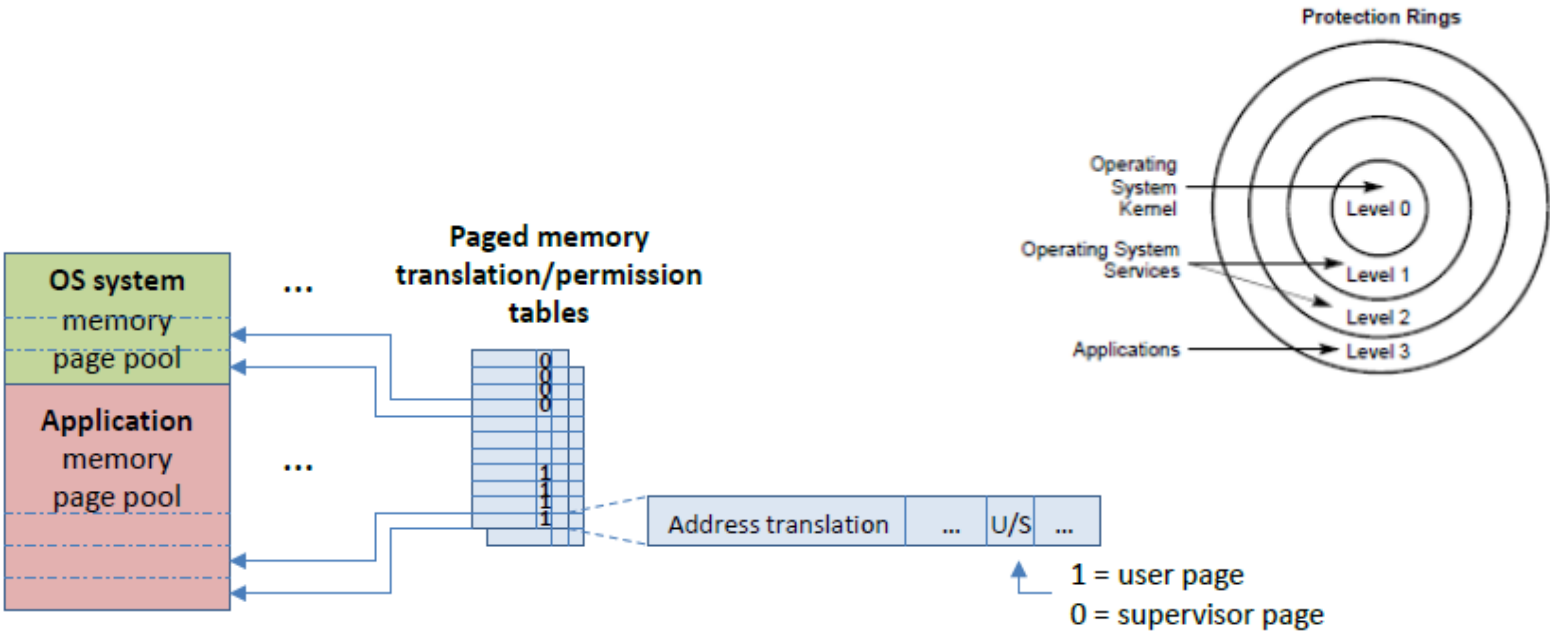 Protection Rings
Operating
System
Kernel
Level 0
Operating System
Services
Level 1
Level 2
Applications
Level 3
Paged memory
translation/permission
tables
OS system
memory
page pool
...
Application
memory
page pool
...
0
0
0
0
1
1
1
1
Address translation ... U/S ...
1 = user page
0 = supervisor page